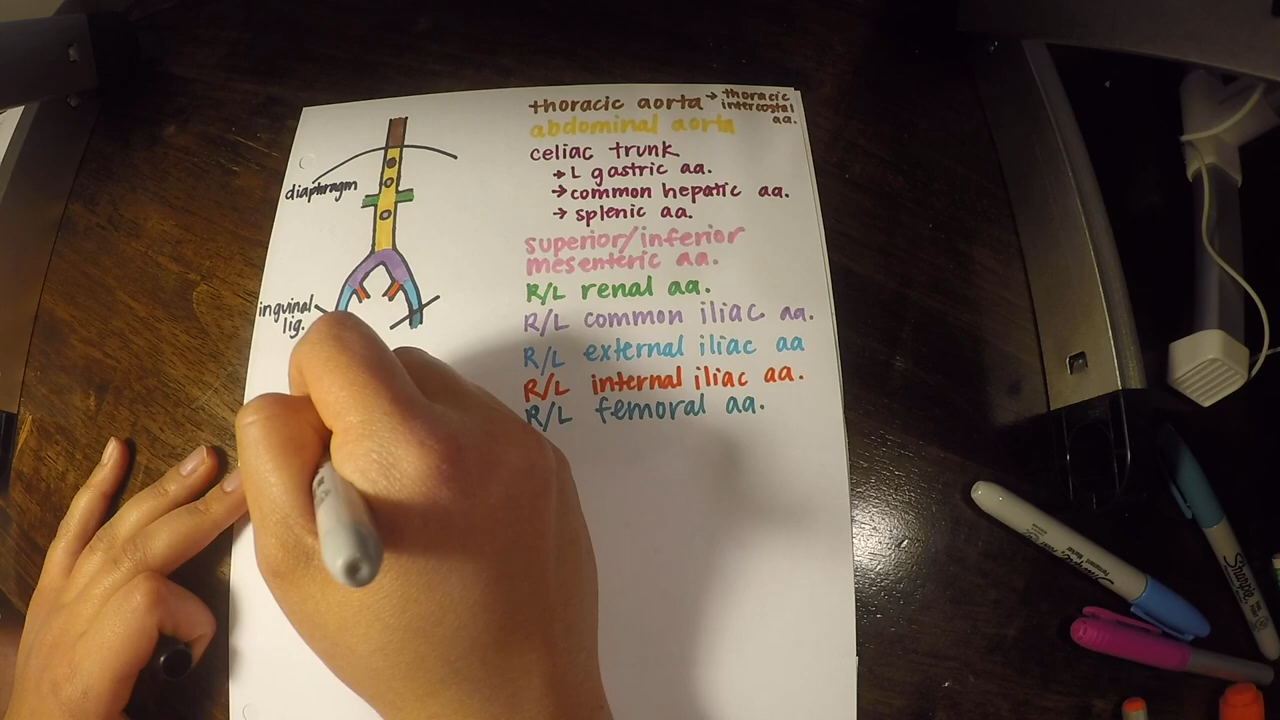 thoracic aorta → thoracic
intercostal
aa.
abdominal aorta
celiac trunk
→ L gastric aa.
→ common hepatic aa.
→ splenic aa.
superior/inferior
mesenteric aa.
R/L renal aa.
R/L common iliac aa.
R/L external iliac aa
R/L internal iliac aa.
R/L femoral aa.
diaphragm
inguinal
lig.
Sharpie